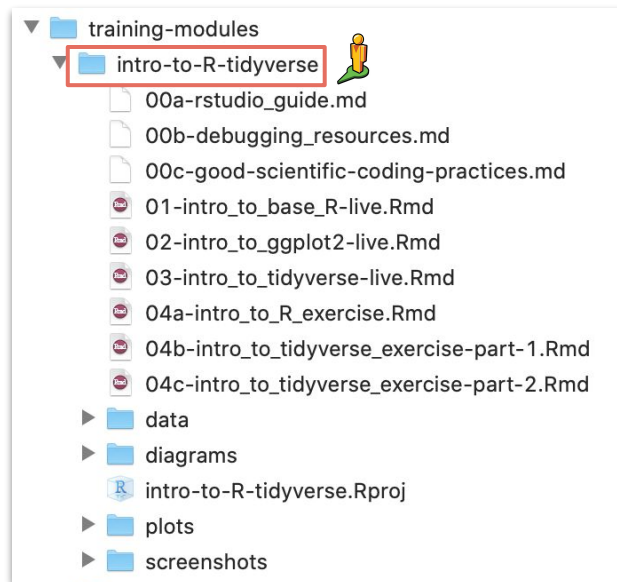 training-modules
intro-to-R-tidyverse
00a-rstudio_guide.md
00b-debugging_resources.md
00c-good-scientific-coding-practices.md
01-intro_to_base_R-live.Rmd
02-intro_to_ggplot2-live.Rmd
03-intro_to_tidyverse-live.Rmd
04a-intro_to_R_exercise.Rmd
04b-intro_to_tidyverse_exercise-part-1.Rmd
04c-intro_to_tidyverse_exercise-part-2.Rmd
data
diagrams
R intro-to-R-tidyverse.Rproj
plots
screenshots